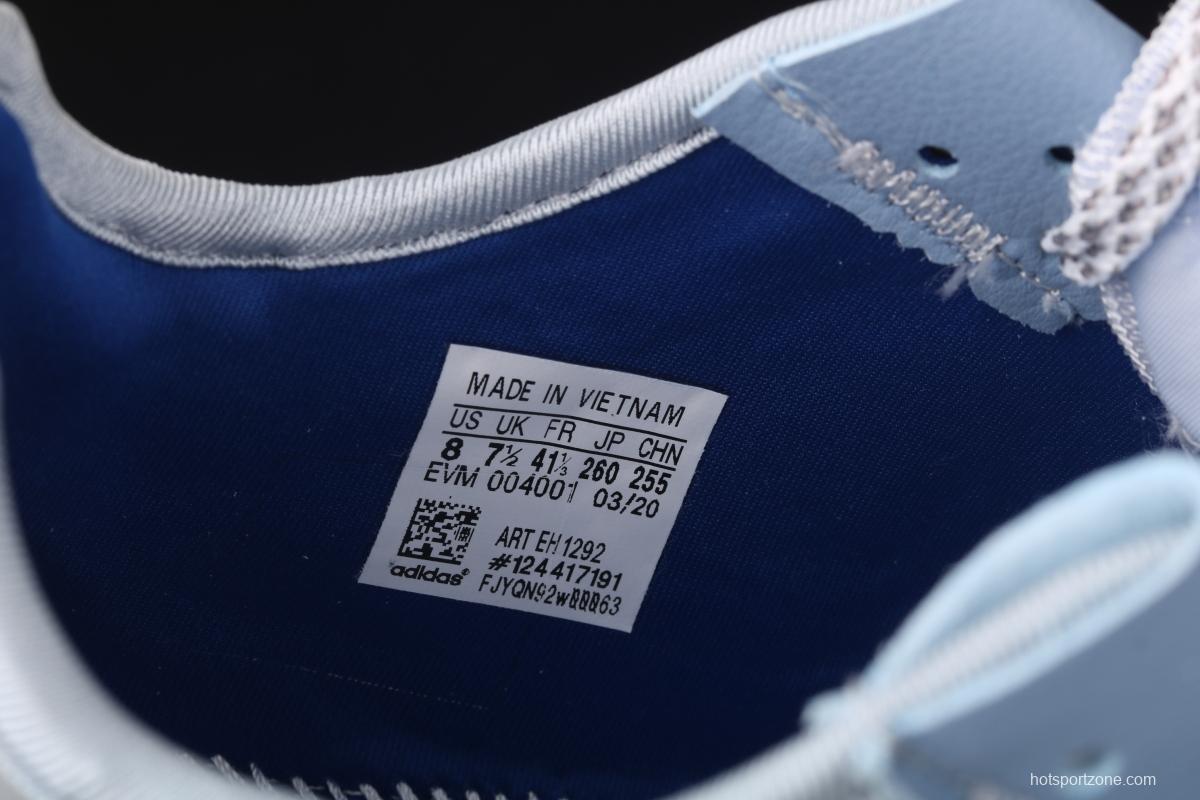 MADE IN VIETNAM
US UK FR JP CHN
8 7½ 41⅓ 260 255
EVM 004001 03/20
ART EH1292
#124417191
adidas®
hotsportzone.com